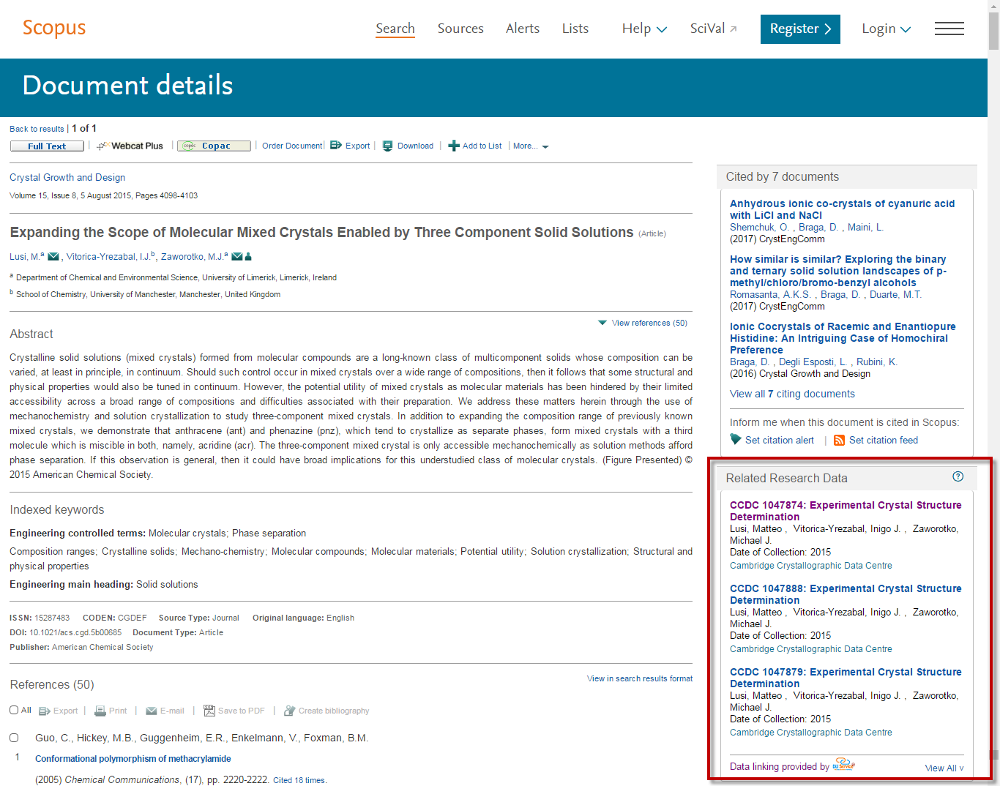 Scopus
Search Sources Alerts Lists Help SciVal Register Login
Document details
Back to results | 1 of 1
Full Text | Webcat Plus | copac Copac | Order Document | Export | Download | Add to List | More...
Crystal Growth and Design
Volume 15, Issue 8, 5 August 2015, Pages 4098-4103
Expanding the Scope of Molecular Mixed Crystals Enabled by Three Component Solid Solutions (Article)
Lusi, M.a , Vitorica-Yrezabal, I.J.b, Zaworotko, M.J.a
a Department of Chemical and Environmental Science, University of Limerick, Limerick, Ireland
b School of Chemistry, University of Manchester, Manchester, United Kingdom
View references (50)
Abstract
Crystalline solid solutions (mixed crystals) formed from molecular compounds are a long-known class of multicomponent solids whose composition can be
varied, at least in principle, in continuum. Should such control occur in mixed crystals over a wide range of compositions, then it follows that some structural and
physical properties would also be tuned in continuum. However, the potential utility of mixed crystals as molecular materials has been hindered by their limited
accessibility across a broad range of compositions and difficulties associated with their preparation. We address these matters herein through the use of
mechanochemistry and solution crystallization to study three-component mixed crystals. In addition to expanding the composition range of previously known
mixed crystals, we demonstrate that anthracene (ant) and phenazine (pnz), which tend to crystallize as separate phases, form mixed crystals with a third
molecule which is miscible in both, namely, acridine (acr). The three-component mixed crystal is only accessible mechanochemically as solution methods afford
phase separation. If this observation is general, then it could have broad implications for this understudied class of molecular crystals. (Figure Presented) ©
2015 American Chemical Society.
Indexed keywords
Engineering controlled terms: Molecular crystals; Phase separation
Composition ranges; Crystalline solids; Mechano-chemistry; Molecular compounds; Molecular materials; Potential utility; Solution crystallization; Structural and
physical properties
Engineering main heading: Solid solutions
ISSN: 15287483 CODEN: CGDEF Source Type: Journal Original language: English
DOI: 10.1021/acs.cgd.5b00685 Document Type: Article
Publisher: American Chemical Society
References (50)
View in search results format
All Export | Print | E-mail | Save to PDF | Create bibliography
Guo, C., Hickey, M.B., Guggenheim, E.R., Enkelmann, V., Foxman, B.M.
1 Conformational polymorphism of methacrylamide
(2005) Chemical Communications, (17), pp. 2220-2222. Cited 18 times.
Cited by 7 documents
Anhydrous ionic co-crystals of cyanuric acid
with LiCl and NaCl
Shemchuk, O. , Braga, D. , Maini, L.
(2017) CrystEngComm
How similar is similar? Exploring the binary
and ternary solid solution landscapes of p-
methyl/chloro/bromo-benzyl alcohols
Romasanta, A.K.S. , Braga, D. , Duarte, M.T.
(2017) CrystEngComm
Ionic Cocrystals of Racemic and Enantiopure
Histidine: An Intriguing Case of Homochiral
Preference
Braga, D. , Degli Esposti, L. , Rubini, K.
(2016) Crystal Growth and Design
View all 7 citing documents
Inform me when this document is cited in Scopus:
Set citation alert | Set citation feed
Related Research Data ?
CCDC 1047874: Experimental Crystal Structure
Determination
Lusi, Matteo , Vitorica-Yrezabal, Inigo J. , Zaworotko,
Michael J.
Date of Collection: 2015
Cambridge Crystallographic Data Centre
CCDC 1047888: Experimental Crystal Structure
Determination
Lusi, Matteo , Vitorica-Yrezabal, Inigo J. , Zaworotko,
Michael J.
Date of Collection: 2015
Cambridge Crystallographic Data Centre
CCDC 1047879: Experimental Crystal Structure
Determination
Lusi, Matteo , Vitorica-Yrezabal, Inigo J. , Zaworotko,
Michael J.
Date of Collection: 2015
Cambridge Crystallographic Data Centre
Data linking provided by DLI Service View All v